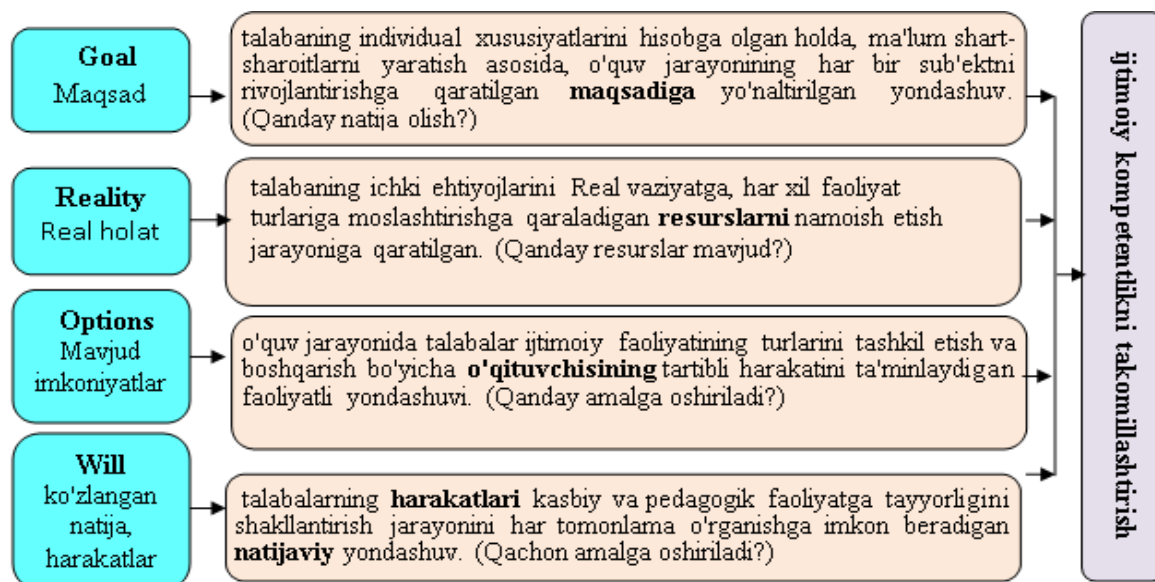 Goal
Maqsad
talabaning individual xususiyatlarini hisobga olgan holda, ma'lum shart-
sharoitlarni yaratish asosida, o'quv jarayonining har bir sub'ektni
rivojlantirishga qaratilgan maqsadiga yo'naltirilgan yondashuv.
(Qanday natija olish?)
Reality
Real holat
talabaning ichki ehtiyojlarini Real vaziyatga, har xil faoliyat
turlariga moslashtirishga qaraladigan resurslarni namoish etish
jarayoniga qaratilgan. (Qanday resurslar mavjud?)
Options
Mavjud
imkoniyatlar
o'quv jarayonida talabalar ijtimoiy faoliyatining turlarini tashkil etish va
boshqarish bo'yicha o'qituvchisining tartibli harakatini ta'minlaydigan
faoliyatli yondashuvi. (Qanday amalga oshiriladi?)
Will
ko'zlangan
natija,
harakatlar
talabalarning harakatlari kasbiy va pedagogik faoliyatga tayyorligini
shakllantirish jarayonini har tomonlama o'rganishga imkon beradigan
natijaviy yondashuv. (Qachon amalga oshiriladi?)
ijtimoiy kompetentlikni takomillashtirish